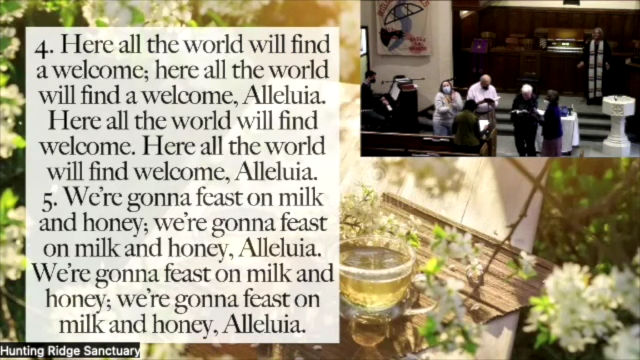 4. Here all the world will find
a welcome; here all the world
will find a welcome, Alleluia.
Here all the world will find
welcome. Here all the world
will find welcome, Alleluia.
5. We're gonna feast on milk
and honey; we're gonna feast
on milk and honey, Alleluia.
We're gonna feast on milk and
honey; we're gonna feast on
milk and honey, Alleluia.
Hunting Ridge Sanctuary